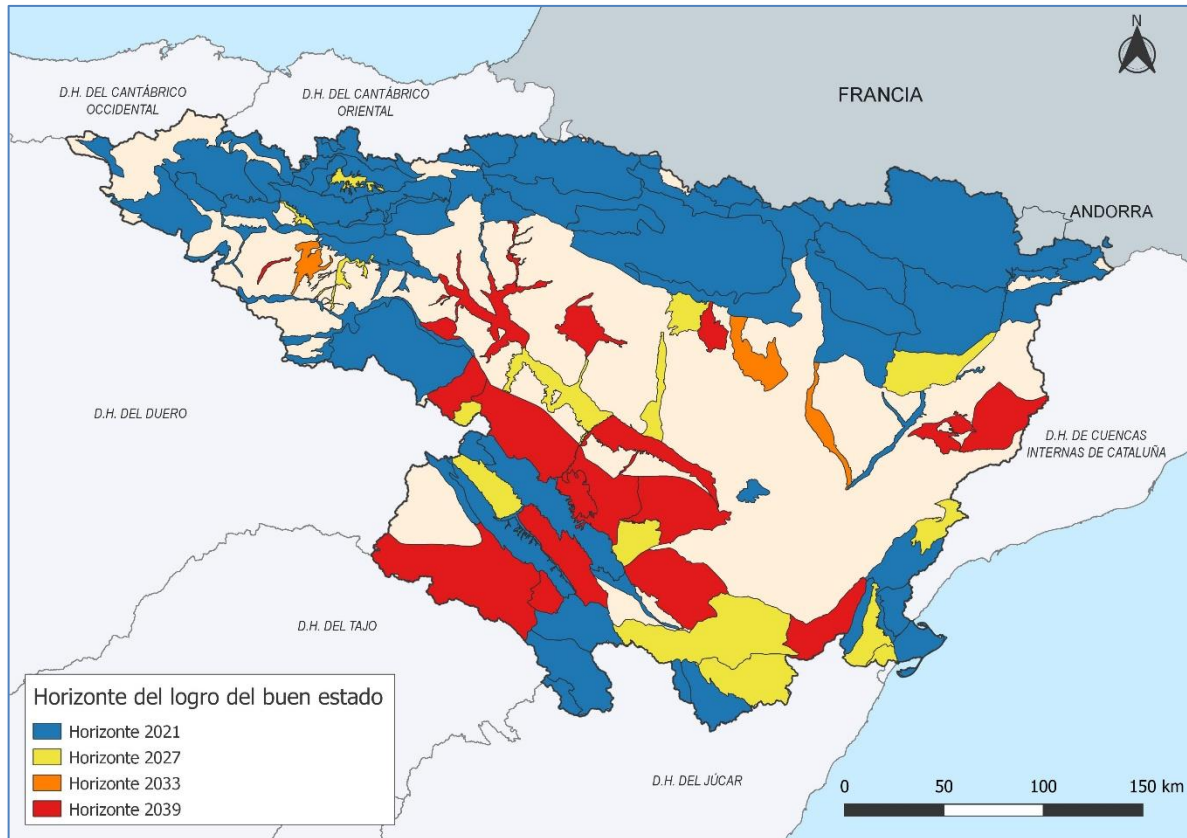 N
D.H. DEL CANTÁBRICO
OCCIDENTAL
D.H. DEL CANTÁBRICO
ORIENTAL
FRANCIA
ANDORRA
D.H. DEL DUERO
D.H. DE CUENCAS
INTERNAS DE CATALUÑA
D.H. DEL TAJO
D.H. DEL JÚCAR
Horizonte del logro del buen estado
Horizonte 2021
Horizonte 2027
Horizonte 2033
Horizonte 2039
0 50 100 150 km